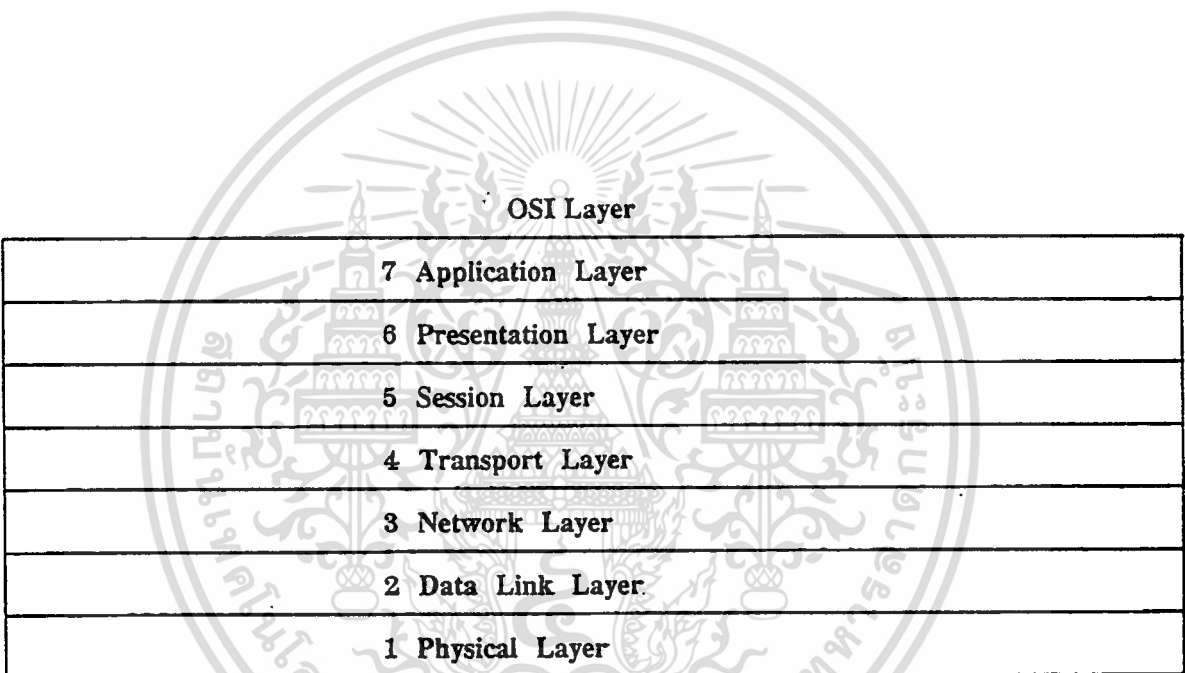 OSI Layer
7 Application Layer
6 Presentation Layer
5 Session Layer
4 Transport Layer
3 Network Layer
2 Data Link Layer
1 Physical Layer